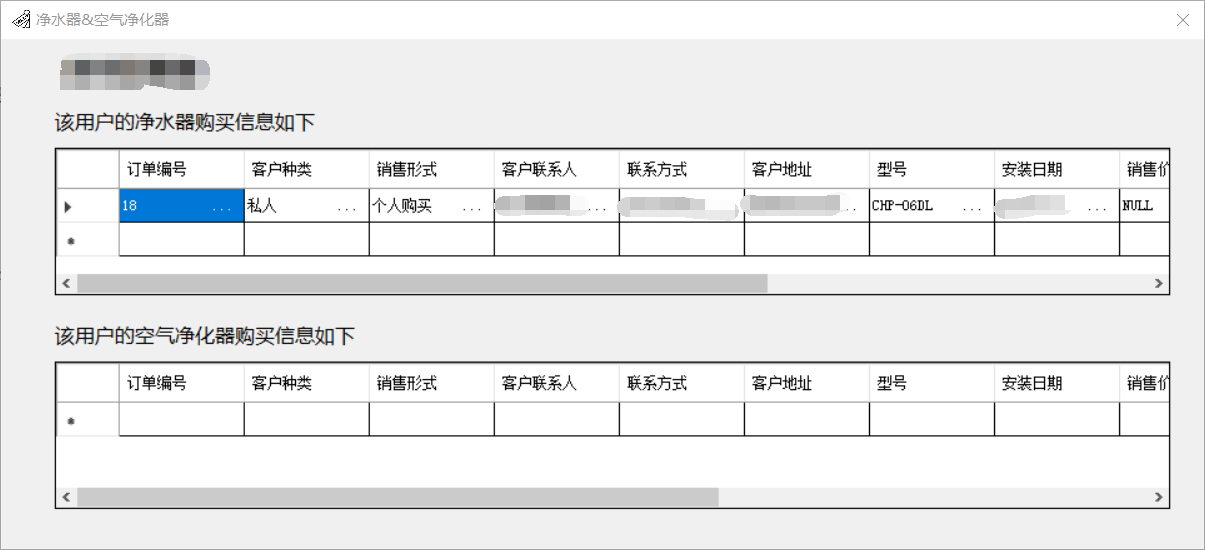 净水器&空气净化器
该用户的净水器购买信息如下
订单编号 客户种类 销售形式 客户联系人 联系方式 客户地址 型号 安装日期 销售价
18 ... 私人 ... 个人购买 ... ... ... CHP-06DL ... ... NULL
该用户的空气净化器购买信息如下
订单编号 客户种类 销售形式 客户联系人 联系方式 客户地址 型号 安装日期 销售价